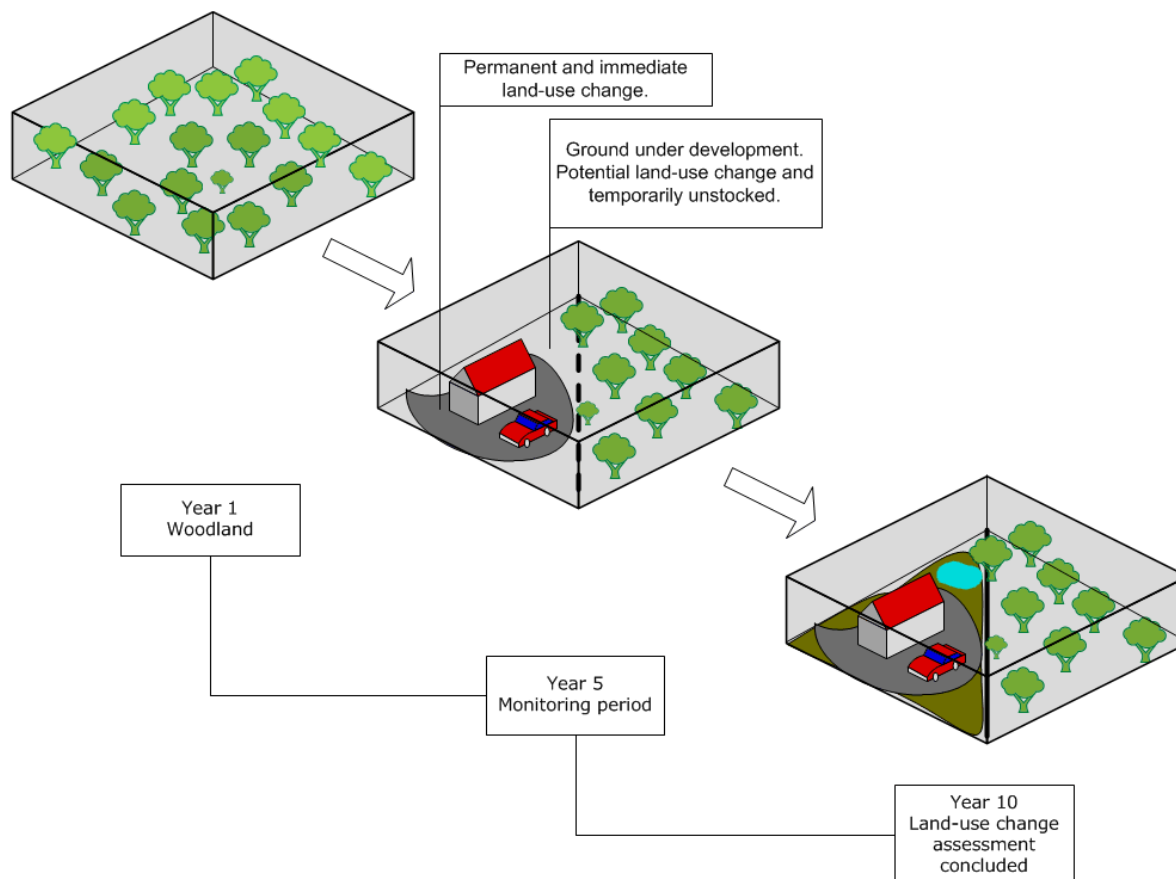 Permanent and immediate
land-use change.
Ground under development.
Potential land-use change and
temporarily unstocked.
Year 1
Woodland
Year 5
Monitoring period
Year 10
Land-use change
assessment
concluded